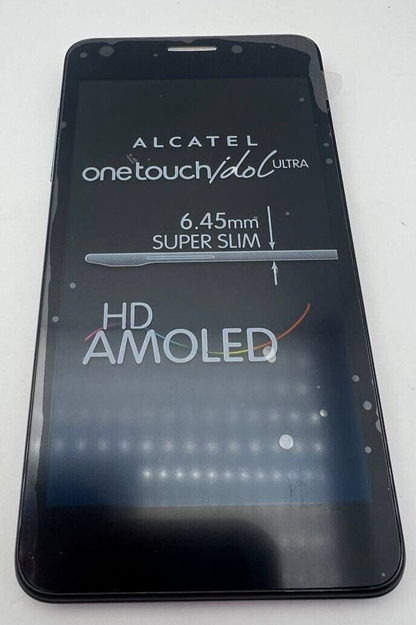 ALCATEL
onetouch idol ULTRA
6.45mm
SUPER SLIM
HD
AMOLED